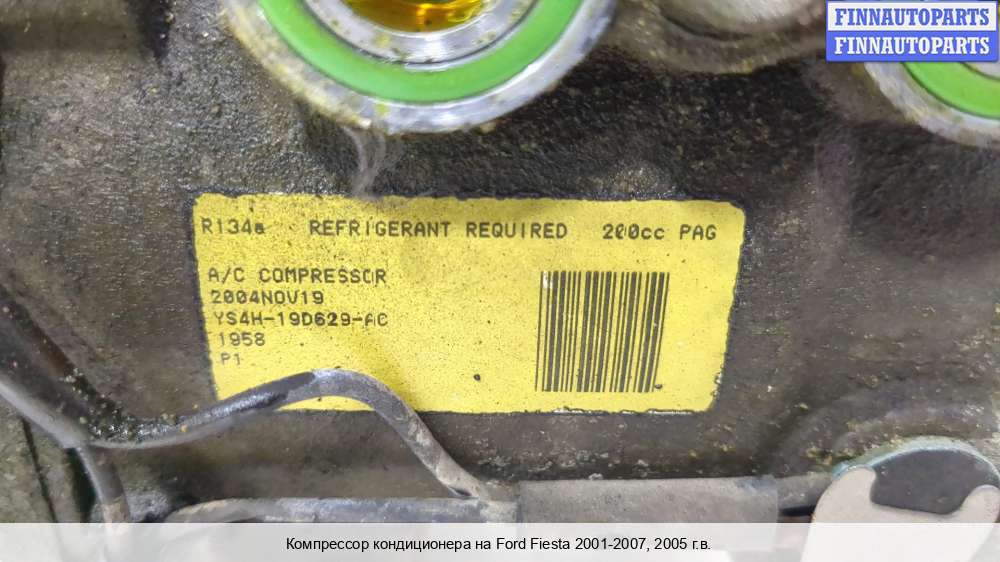 FINNAUTOPARTS
FINNAUTOPARTS
R134a REFRIGERANT REQUIRED 200cc PAG
A/C COMPRESSOR
2004NOV19
YS4H-19D629-AC
1958
P1
Компрессор кондиционера на Ford Fiesta 2001-2007, 2005 г.в.